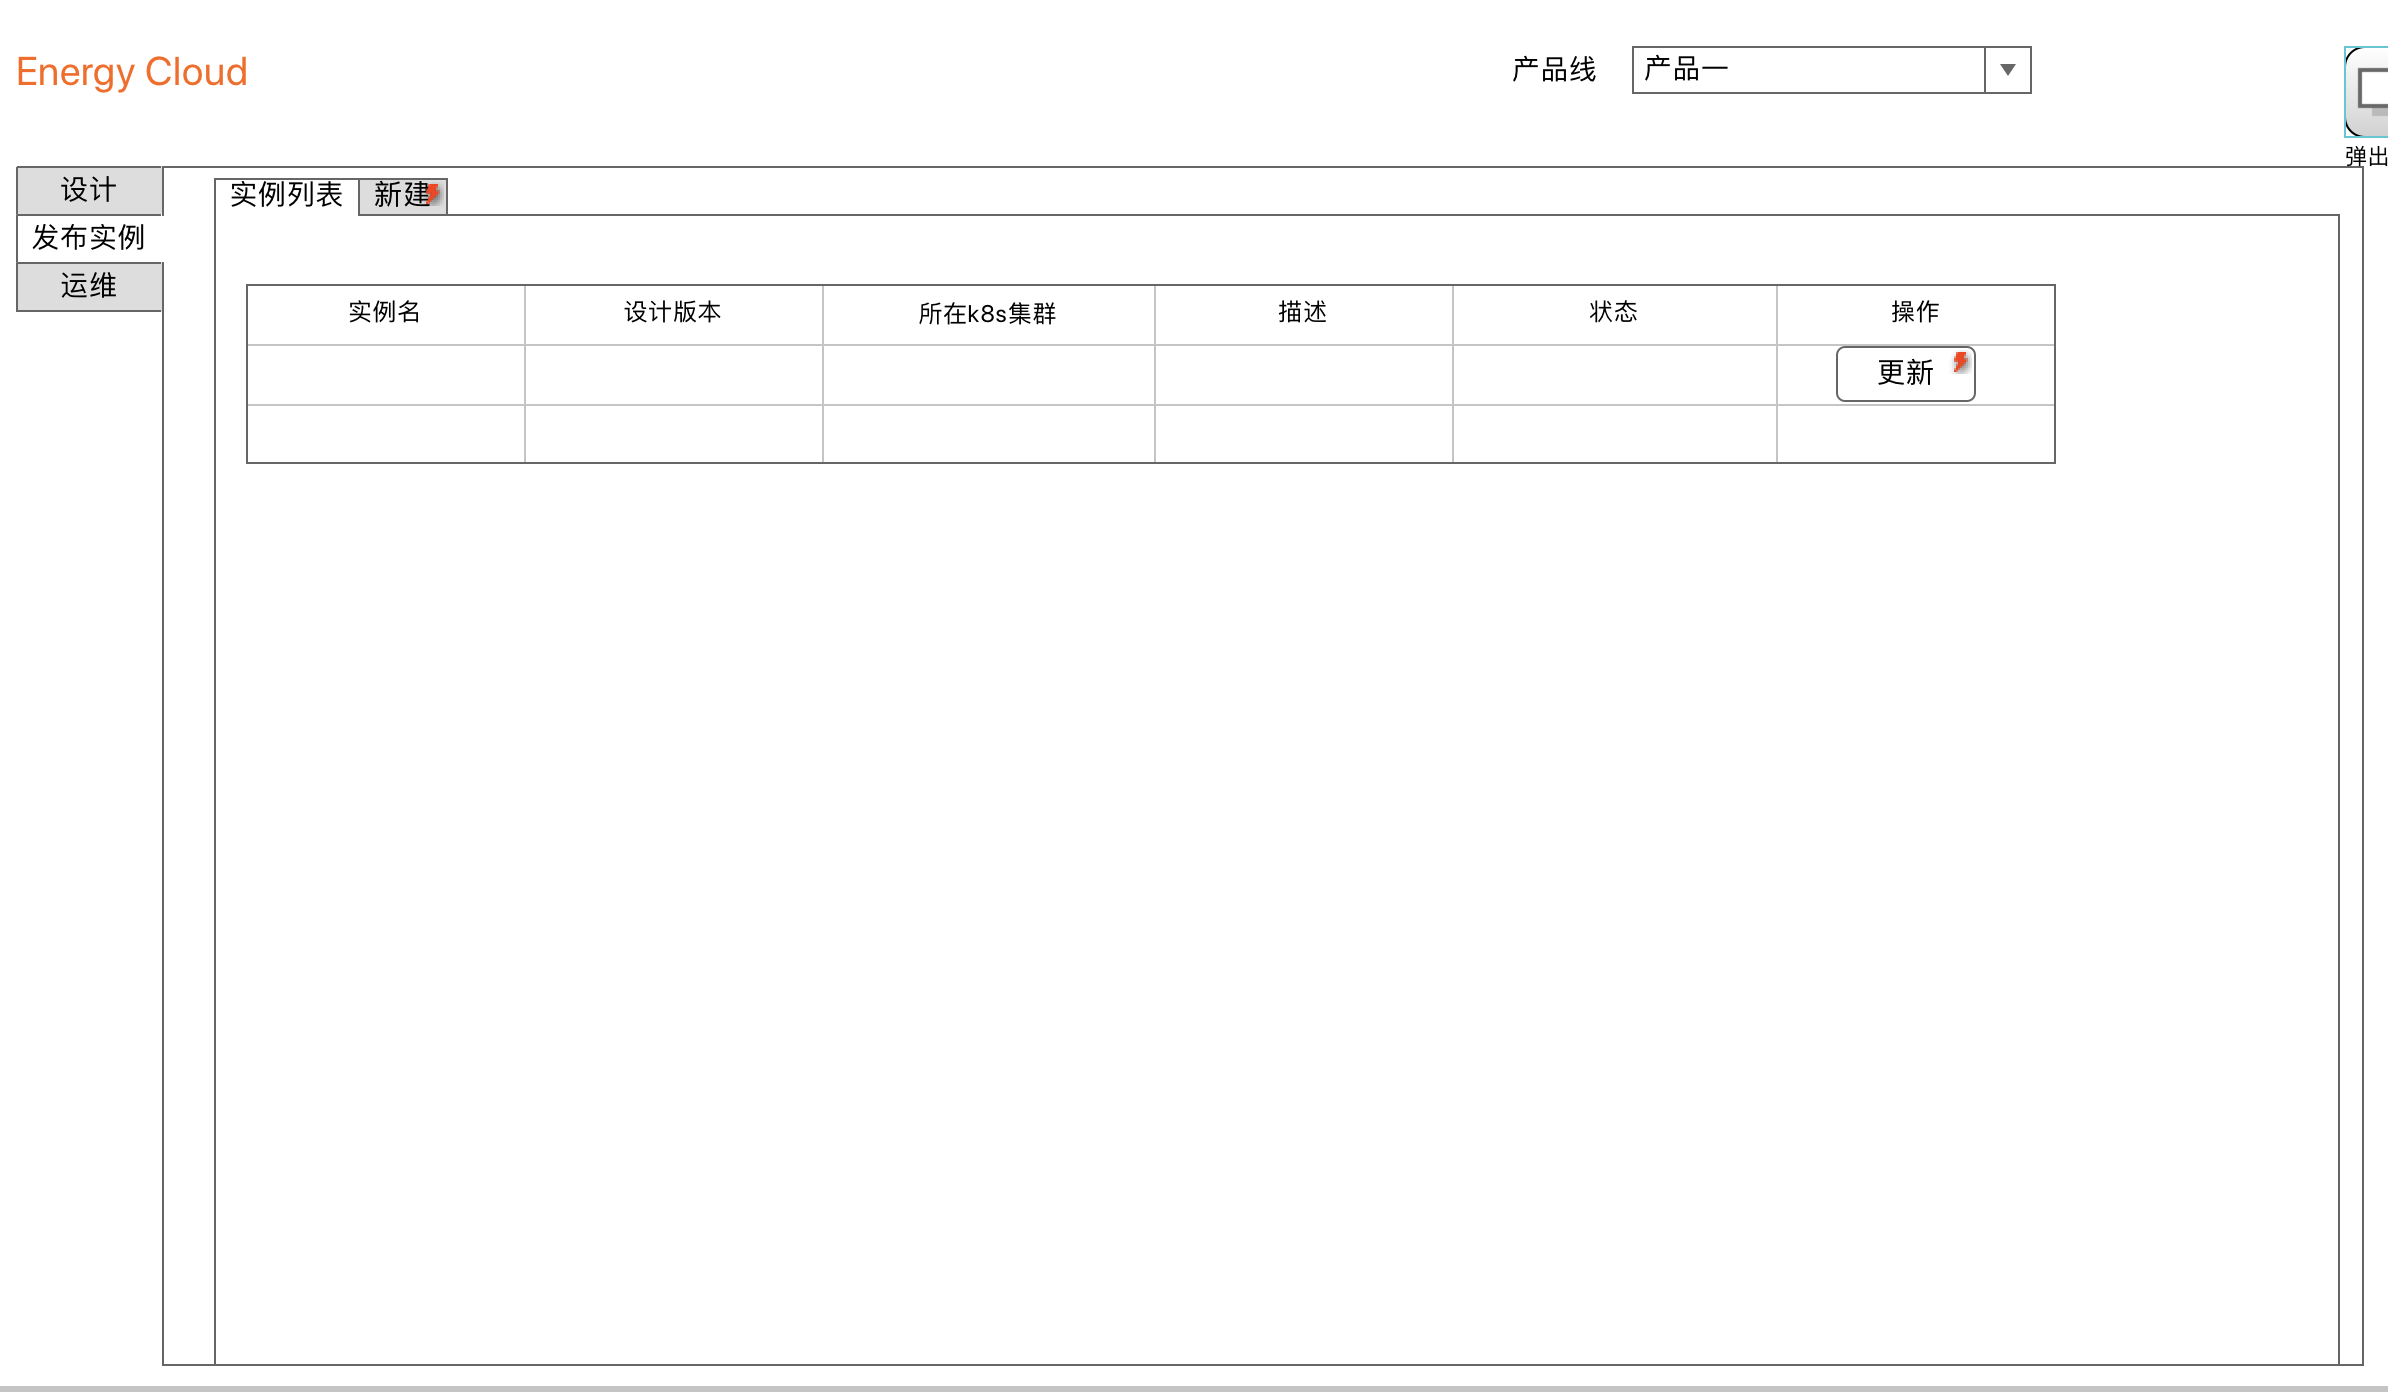 Energy Cloud
产品线 产品一
弹出
设计
发布实例
运维
实例列表 新建
实例名 设计版本 所在k8s集群 描述 状态 操作
更新